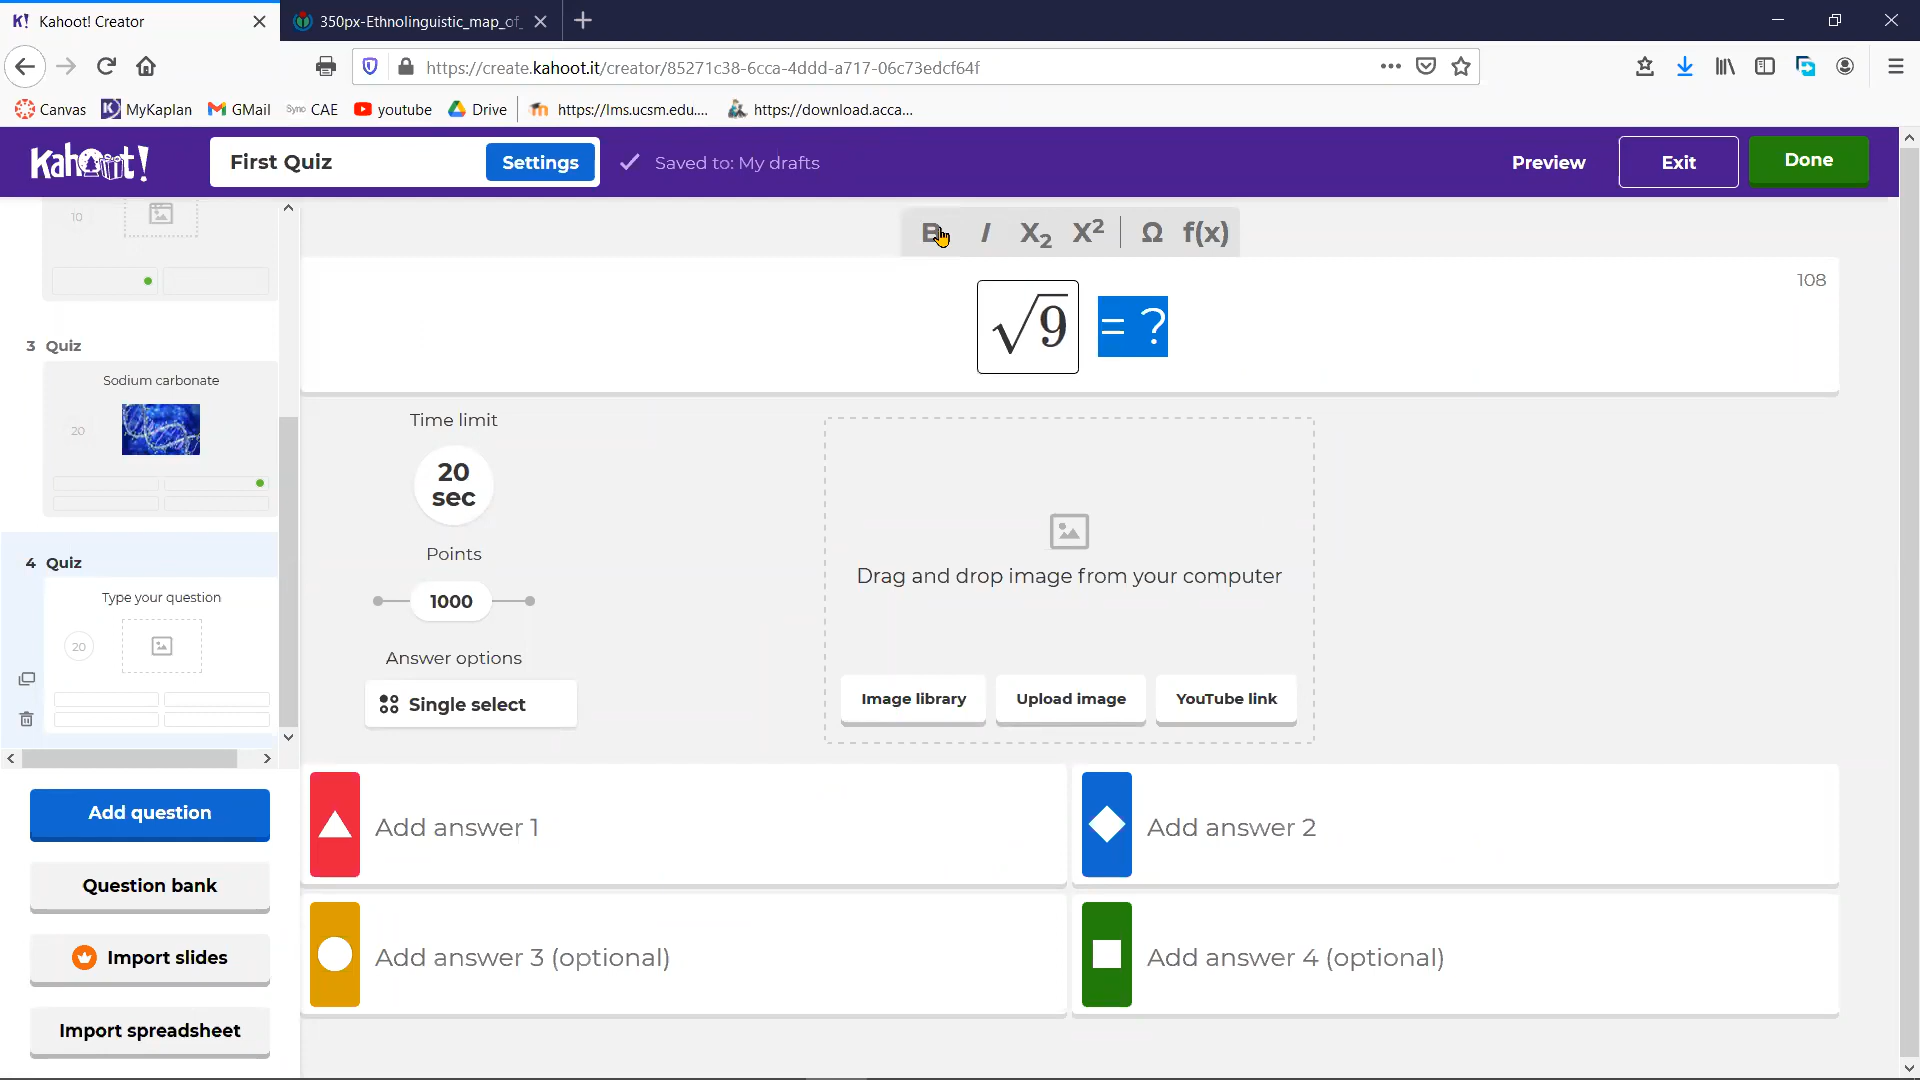 K! Kahoot! Creator
350px-Ethnolinguistic_map_of_
https://create.kahoot.it/creator/85271c38-6cca-4ddd-a717-06c73edcf64f
Canvas MyKaplan GMail Sync CAE youtube Drive https://lms.ucsm.edu.... https://download.acca...
Kahoot! First Quiz Settings Saved to: My drafts Preview Exit Done
B I X₂ X² Ω f(x)
10
108
√9 = ?
3 Quiz
Sodium carbonate
20
4 Quiz
Type your question
20
Time limit
20
sec
Points
1000
Answer options
Single select
Drag and drop image from your computer
Image library Upload image YouTube link
Add question
Question bank
Import slides
Import spreadsheet
Add answer 1
Add answer 2
Add answer 3 (optional)
Add answer 4 (optional)